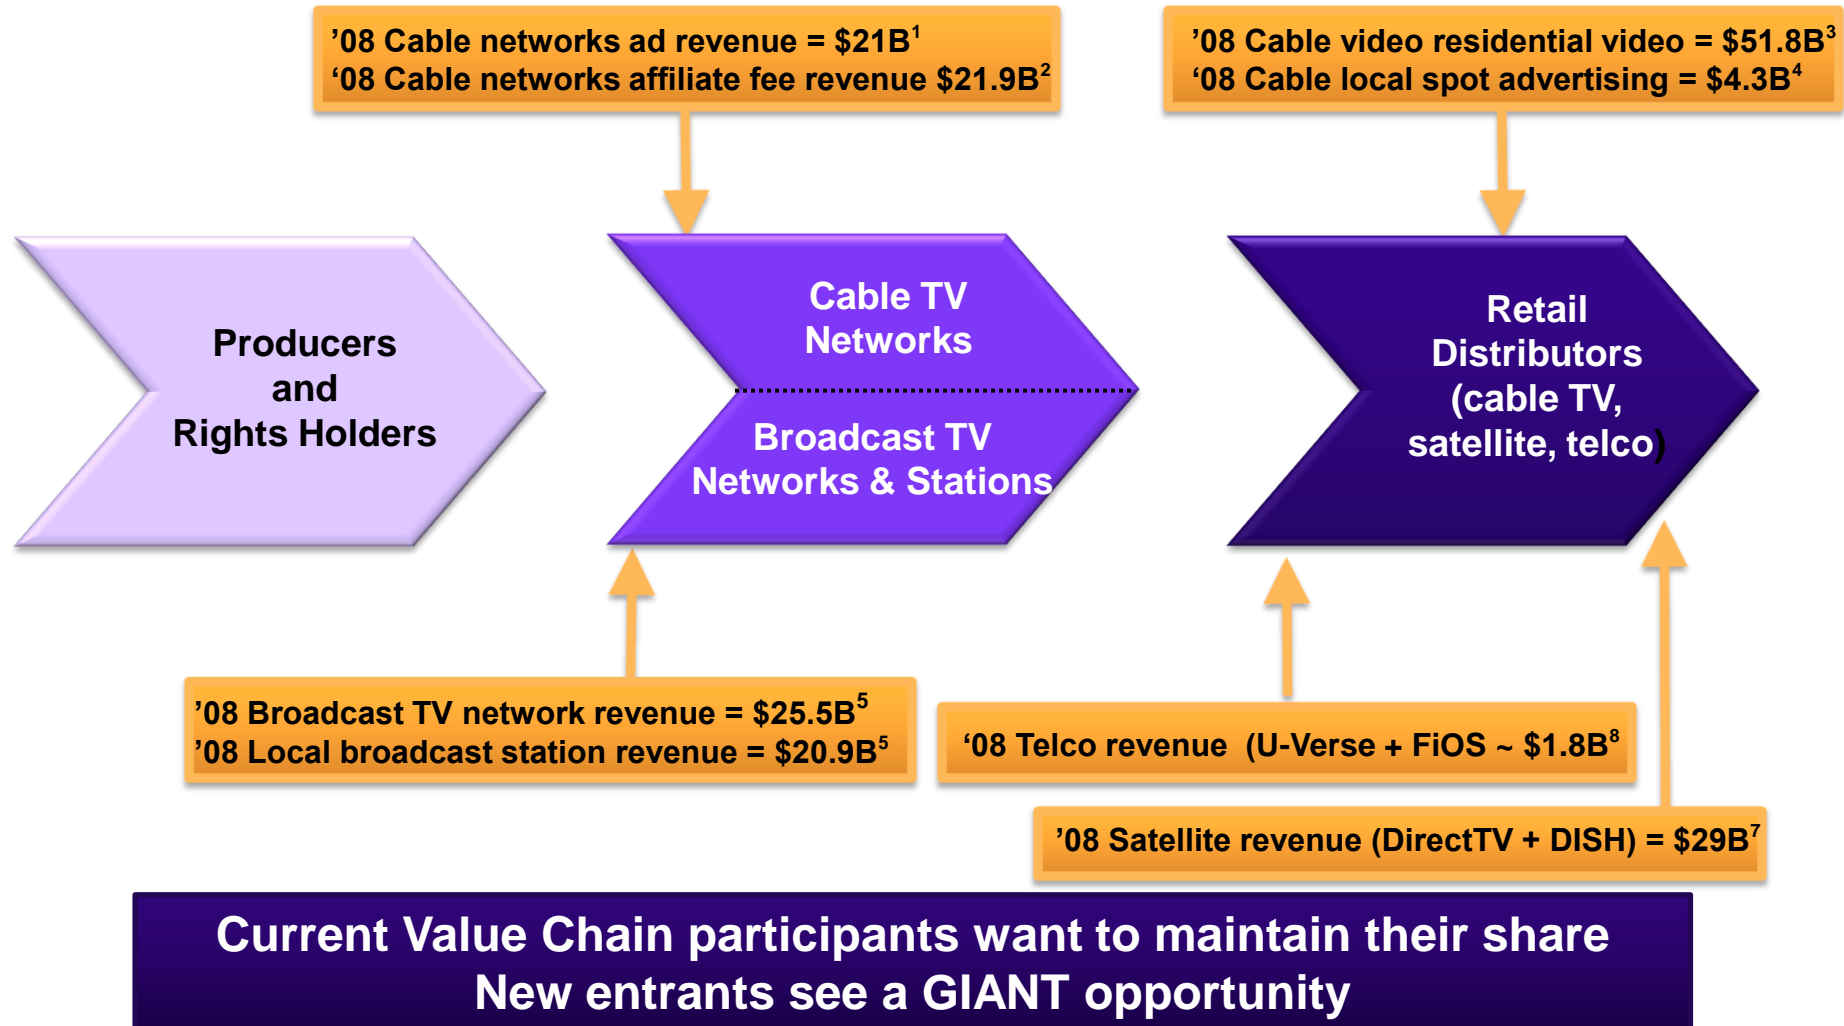 ’08 Cable networks ad revenue = $21B1
‘08 Cable networks affiliate fee revenue $21.9B2
’08 Cable video residential video = $51.8B3
‘08 Cable local spot advertising = $4.3B4
Producers
and
Rights Holders
Cable TV
Networks
Broadcast TV
Networks & Stations
Retail
Distributors
(cable TV,
satellite, telco)
’08 Broadcast TV network revenue = $25.5B5
’08 Local broadcast station revenue = $20.9B5
‘08 Telco revenue (U-Verse + FiOS ~ $1.8B8
’08 Satellite revenue (DirectTV + DISH) = $29B7
Current Value Chain participants want to maintain their share
New entrants see a GIANT opportunity